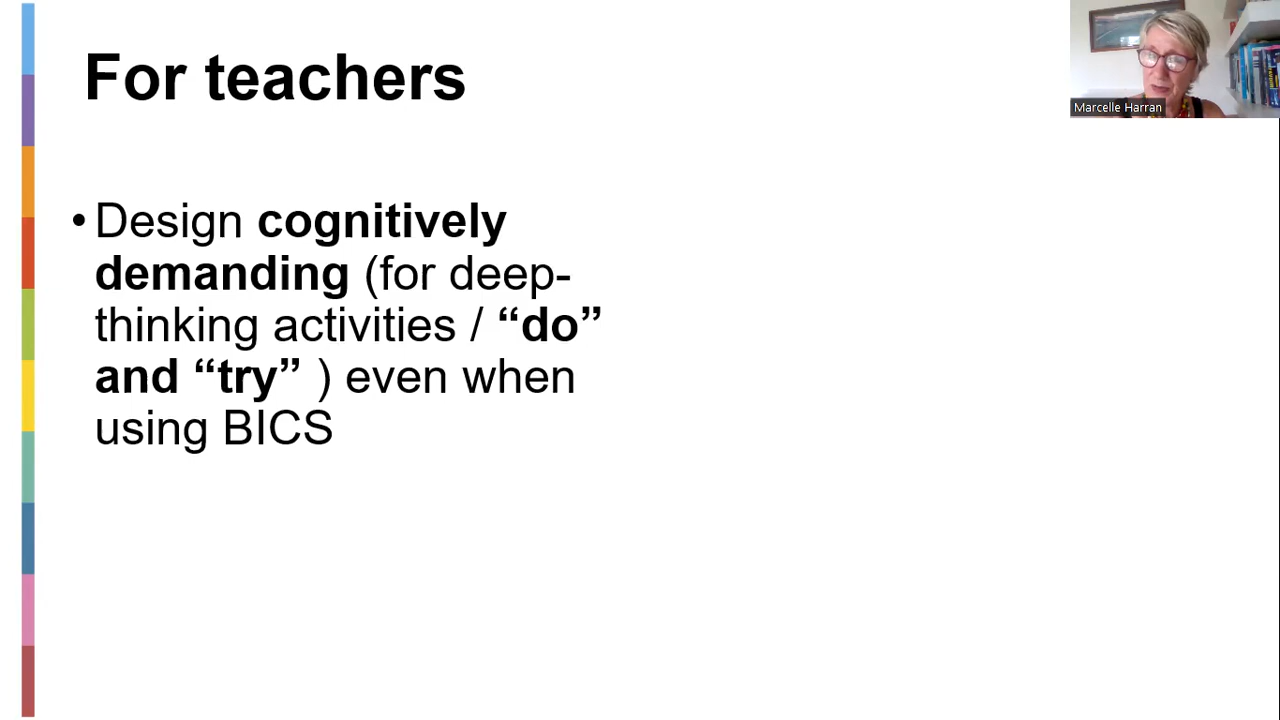 For teachers
Marcelle Harran
• Design cognitively
demanding (for deep-
thinking activities / “do”
and “try” ) even when
using BICS